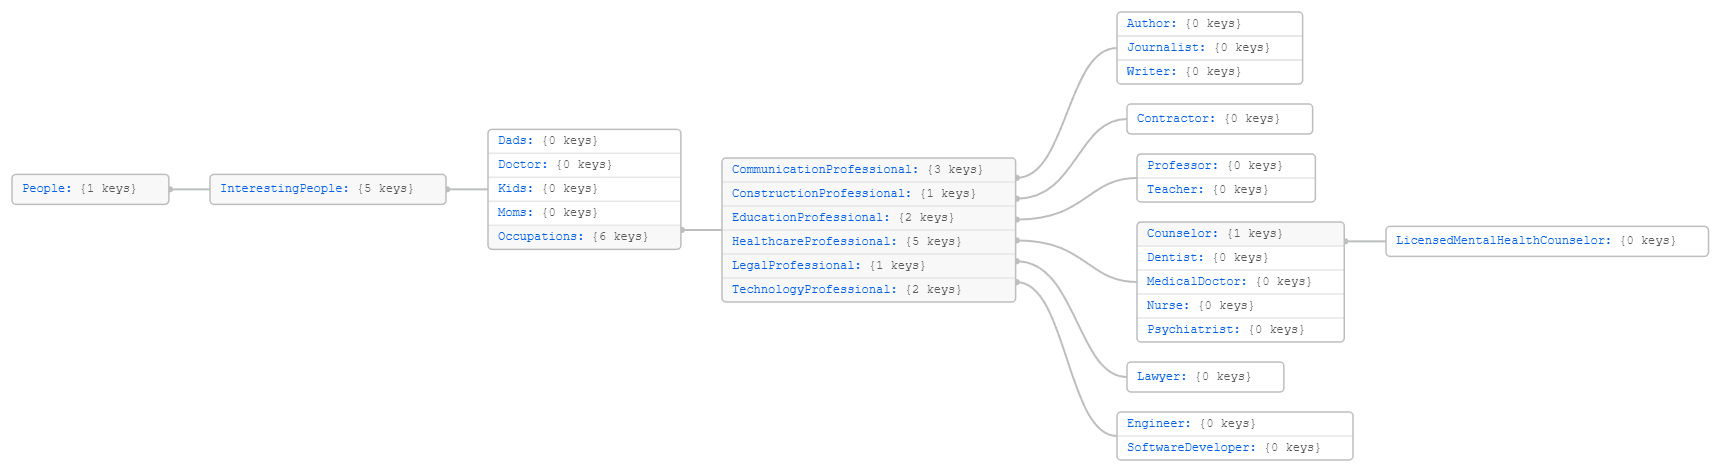 People: {1 keys}
InterestingPeople: {5 keys}
Dads: {0 keys}
Doctor: {0 keys}
Kids: {0 keys}
Moms: {0 keys}
Occupations: {6 keys}
CommunicationProfessional: {3 keys}
ConstructionProfessional: {1 keys}
EducationProfessional: {2 keys}
HealthcareProfessional: {5 keys}
LegalProfessional: {1 keys}
TechnologyProfessional: {2 keys}
Author: {0 keys}
Journalist: {0 keys}
Writer: {0 keys}
Contractor: {0 keys}
Professor: {0 keys}
Teacher: {0 keys}
Counselor: {1 keys}
Dentist: {0 keys}
MedicalDoctor: {0 keys}
Nurse: {0 keys}
Psychiatrist: {0 keys}
LicensedMentalHealthCounselor: {0 keys}
Lawyer: {0 keys}
Engineer: {0 keys}
SoftwareDeveloper: {0 keys}